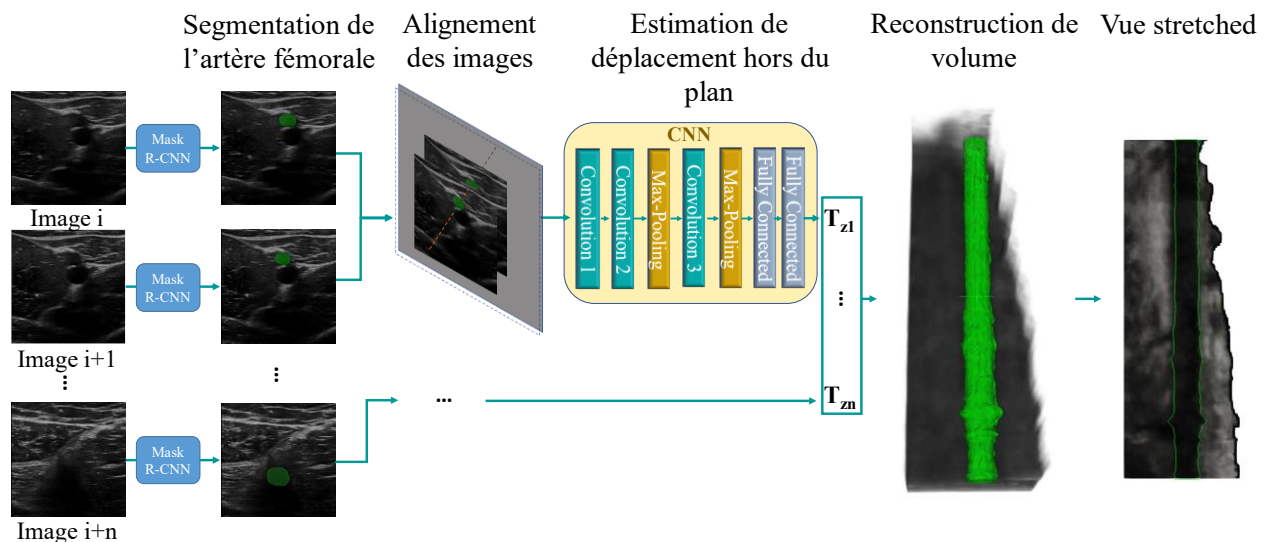 Segmentation de
l’artère fémorale
Alignement
des images
Estimation de
déplacement hors du
plan
Reconstruction de
volume
Vue stretched
Mask
R-CNN
Image i
Mask
R-CNN
Image i+1
...
...
Mask
R-CNN
Image i+n
...
CNN
Convolution 1
Convolution 2
Max-Pooling
Convolution 3
Max-Pooling
Fully Connected
Fully Connected
Tz1
...
Tzn